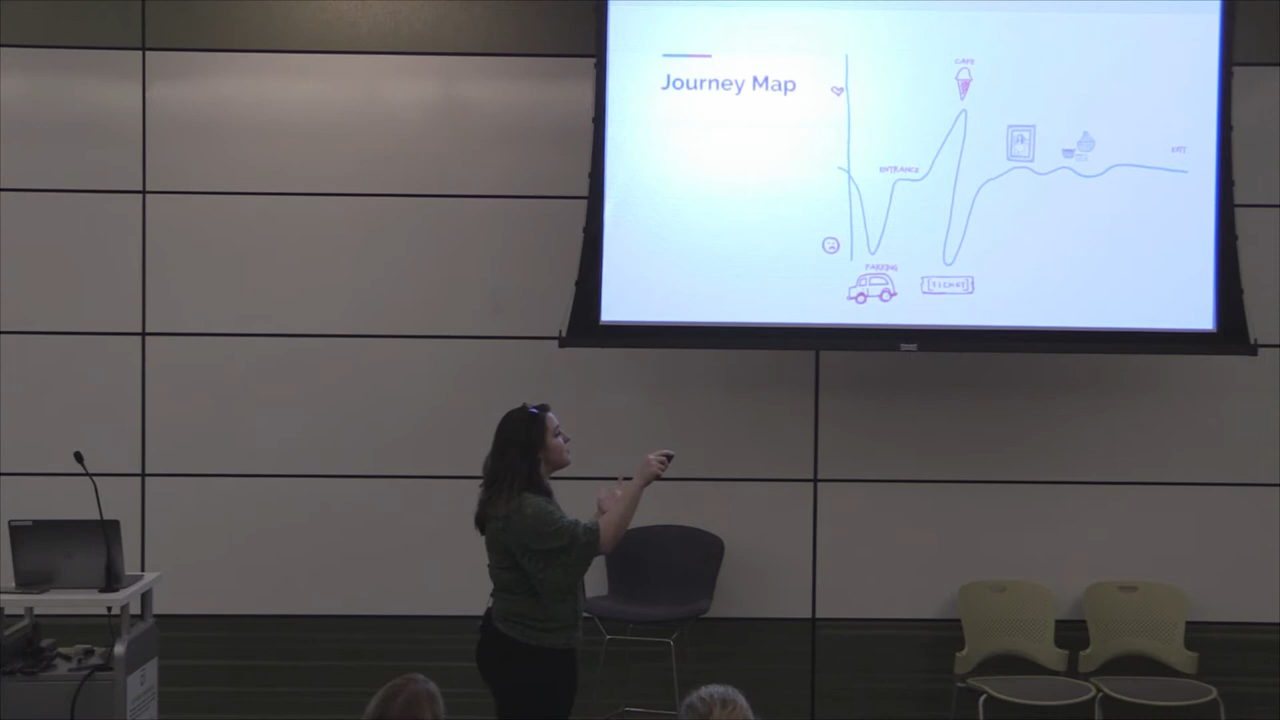 Journey Map
CAFE
ENTRANCE
EXIT
PARKING
[TICKET]